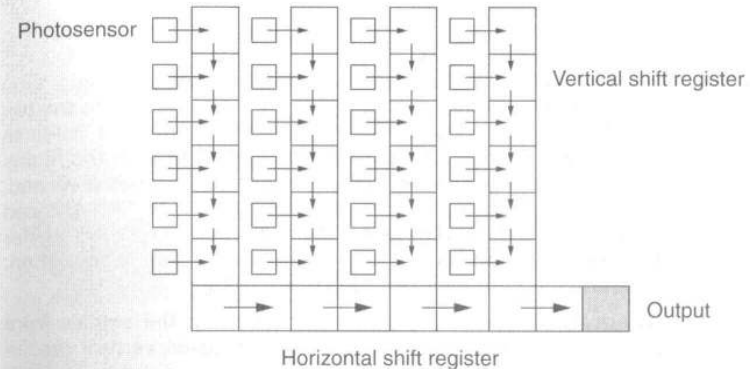 Photosensor
Vertical shift register
Output
Horizontal shift register